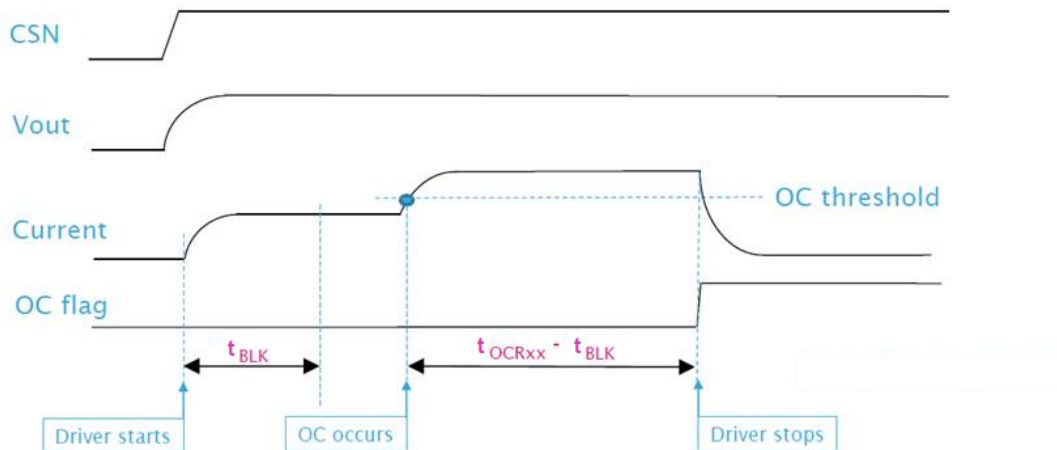 CSN
Vout
OC threshold
Current
OC flag
tBLK
tOCRxx - tBLK
Driver starts
OC occurs
Driver stops